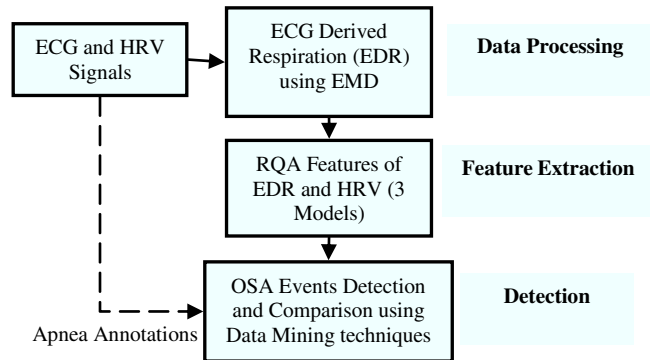 ECG and HRV
Signals
ECG Derived
Respiration (EDR)
using EMD
Data Processing
RQA Features of
EDR and HRV (3
Models)
Feature Extraction
OSA Events Detection
and Comparison using
Data Mining techniques
Detection
Apnea Annotations